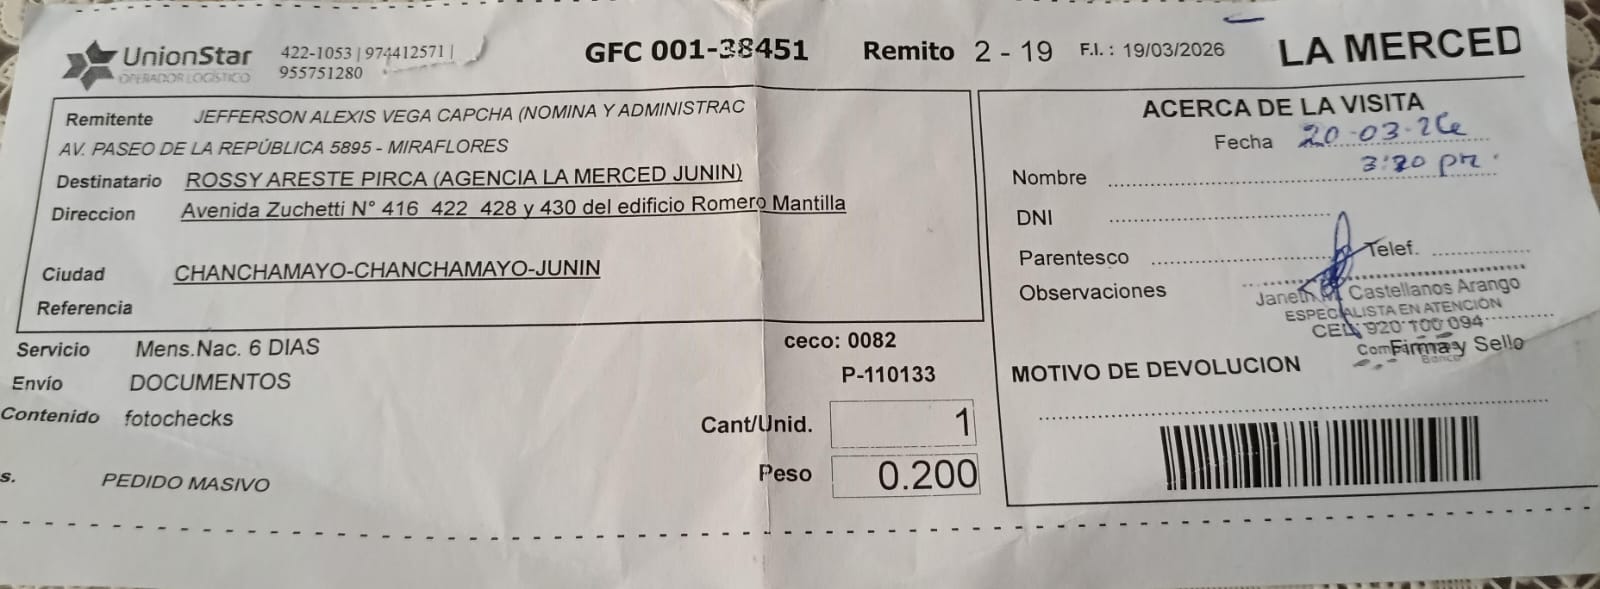 UnionStar
OPERADOR LOGÍSTICO
422-1053 | 974412571 |
955751280
GFC 001-38451
Remito 2 - 19
F.I.: 19/03/2026
LA MERCED
Remitente JEFFERSON ALEXIS VEGA CAPCHA (NOMINA Y ADMINISTRAC
AV. PASEO DE LA REPÚBLICA 5895 - MIRAFLORES
Destinatario ROSSY ARESTE PIRCA (AGENCIA LA MERCED JUNIN)
Direccion Avenida Zuchetti N° 416 422 428 y 430 del edificio Romero Mantilla
Ciudad CHANCHAMAYO-CHANCHAMAYO-JUNIN
Referencia
Servicio Mens.Nac. 6 DIAS
Envío DOCUMENTOS
Contenido fotochecks
s. PEDIDO MASIVO
ceco: 0082
P-110133
Cant/Unid. 1
Peso 0.200
ACERCA DE LA VISITA
Fecha 20-03-26
3:20 pm
Nombre
DNI
Parentesco
Telef.
Observaciones
Janeth M. Castellanos Arango
ESPECIALISTA EN ATENCIÓN
CEL. 920 100 094
Firma y Sello
MOTIVO DE DEVOLUCION